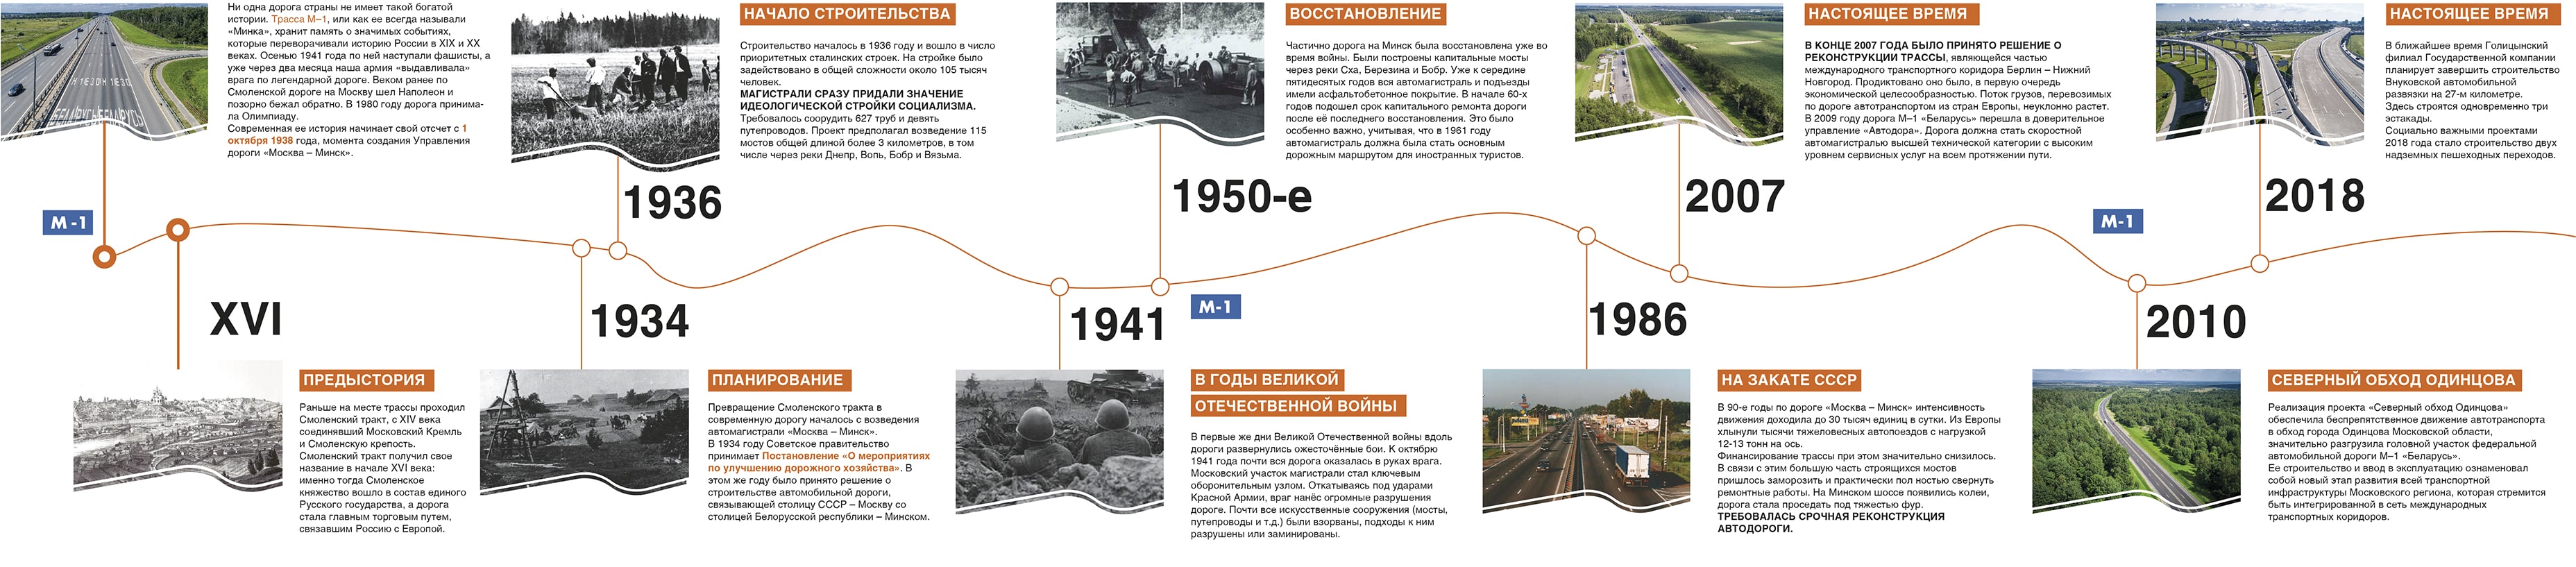 Ни одна дорога страны не имеет такой богатой
истории. Трасса М–1, или как ее всегда называли
«Минка», хранит память о значимых событиях,
которые переворачивали историю России в XIX и XX
веках. Осенью 1941 года по ней наступали фашисты, а
уже через два месяца наша армия «выдавливала»
врага по легендарной дороге. Веком ранее по
Смоленской дороге на Москву шел Наполеон и
позорно бежал обратно. В 1980 году дорога принима-
ла Олимпиаду.
Современная ее история начинает свой отсчет с 1
октября 1938 года, момента создания Управления
дороги «Москва – Минск».
М -1
XVI
ПРЕДЫСТОРИЯ
Раньше на месте трассы проходил
Смоленский тракт, с XIV века
соединявший Московский Кремль
и Смоленскую крепость.
Смоленский тракт получил свое
название в начале XVI века:
именно тогда Смоленское
княжество вошло в состав единого
Русского государства, а дорога
стала главным торговым путем,
связавшим Россию с Европой.
1934
ПЛАНИРОВАНИЕ
Превращение Смоленского тракта в
современную дорогу началось с возведения
автомагистрали «Москва – Минск».
В 1934 году Советское правительство
принимает Постановление «О мероприятиях
по улучшению дорожного хозяйства». В
этом же году было принято решение о
строительстве автомобильной дороги,
связывающей столицу СССР – Москву со
столицей Белорусской республики – Минском.
1936
НАЧАЛО СТРОИТЕЛЬСТВА
Строительство началось в 1936 году и вошло в число
приоритетных сталинских строек. На стройке было
задействовано в общей сложности около 105 тысяч
человек.
МАГИСТРАЛИ СРАЗУ ПРИДАЛИ ЗНАЧЕНИЕ
ИДЕОЛОГИЧЕСКОЙ СТРОЙКИ СОЦИАЛИЗМА.
Требовалось соорудить 627 труб и девять
путепроводов. Проект предполагал возведение 115
мостов общей длиной более 3 километров, в том
числе через реки Днепр, Вопь, Бобр и Вязьма.
1941
В ГОДЫ ВЕЛИКОЙ
ОТЕЧЕСТВЕННОЙ ВОЙНЫ
В первые же дни Великой Отечественной войны вдоль
дороги развернулись ожесточённые бои. К октябрю
1941 года почти вся дорога оказалась в руках врага.
Московский участок магистрали стал ключевым
оборонительным узлом. Откатываясь под ударами
Красной Армии, враг нанёс огромные разрушения
дороге. Почти все искусственные сооружения (мосты,
путепроводы и т.д.) были взорваны, подходы к ним
разрушены или заминированы.
1950-е
М-1
ВОССТАНОВЛЕНИЕ
Частично дорога на Минск была восстановлена уже во
время войны. Были построены капитальные мосты
через реки Сха, Березина и Бобр. Уже к середине
пятидесятых годов вся автомагистраль и подъезды
имели асфальтобетонное покрытие. В начале 60-х
годов подошел срок капитального ремонта дороги
после её последнего восстановления. Это было
особенно важно, учитывая, что в 1961 году
автомагистраль должна была стать основным
дорожным маршрутом для иностранных туристов.
1986
НА ЗАКАТЕ СССР
В 90-е годы по дороге «Москва – Минск» интенсивность
движения доходила до 30 тысяч единиц в сутки. Из Европы
хлынули тысячи тяжеловесных автопоездов с нагрузкой
12-13 тонн на ось.
Финансирование трассы при этом значительно снизилось.
В связи с этим большую часть строящихся мостов
пришлось заморозить и практически пол ностью свернуть
ремонтные работы. На Минском шоссе появились колеи,
дорога стала проседать под тяжестью фур.
ТРЕБОВАЛАСЬ СРОЧНАЯ РЕКОНСТРУКЦИЯ
АВТОДОРОГИ.
2007
НАСТОЯЩЕЕ ВРЕМЯ
В КОНЦЕ 2007 ГОДА БЫЛО ПРИНЯТО РЕШЕНИЕ О
РЕКОНСТРУКЦИИ ТРАССЫ, являющейся частью
международного транспортного коридора Берлин – Нижний
Новгород. Продиктовано оно было, в первую очередь
экономической целесообразностью. Поток грузов, перевозимых
по дороге автотранспортом из стран Европы, неуклонно растет.
В 2009 году дорога М–1 «Беларусь» перешла в доверительное
управление «Автодора». Дорога должна стать скоростной
автомагистралью высшей технической категории с высоким
уровнем сервисных услуг на всем протяжении пути.
М-1
2010
СЕВЕРНЫЙ ОБХОД ОДИНЦОВА
Реализация проекта «Северный обход Одинцова»
обеспечила беспрепятственное движение автотранспорта
в обход города Одинцова Московской области,
значительно разгрузила головной участок федеральной
автомобильной дороги М–1 «Беларусь».
Ее строительство и ввод в эксплуатацию ознаменовал
собой новый этап развития всей транспортной
инфраструктуры Московского региона, которая стремится
быть интегрированной в сеть международных
транспортных коридоров.
2018
НАСТОЯЩЕЕ ВРЕМЯ
В ближайшее время Голицынский
филиал Государственной компании
планирует завершить строительство
Внуковской автомобильной
развязки на 27-м километре.
Здесь строятся одновременно три
эстакады.
Социально важными проектами
2018 года стало строительство двух
надземных пешеходных переходов.